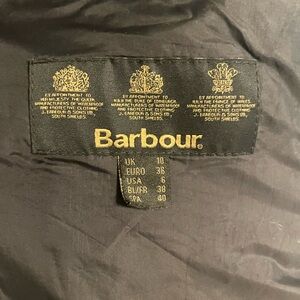 BY APPOINTMENT TO
H.M. THE QUEEN
MANUFACTURERS OF WATERPROOF
AND PROTECTIVE CLOTHING
J. BARBOUR & SONS LTD
SOUTH SHIELDS.
BY APPOINTMENT TO
H.R.H. THE DUKE OF EDINBURGH
MANUFACTURERS OF WATERPROOF
AND PROTECTIVE CLOTHING
J. BARBOUR & SONS LTD
SOUTH SHIELDS.
BY APPOINTMENT TO
H.R.H. THE PRINCE OF WALES
MANUFACTURERS OF WATERPROOF
AND PROTECTIVE CLOTHING
J. BARBOUR & SONS LTD
SOUTH SHIELDS.
Barbour®
UK 10
EURO 36
USA 6
BL/FR 38
SPA 40